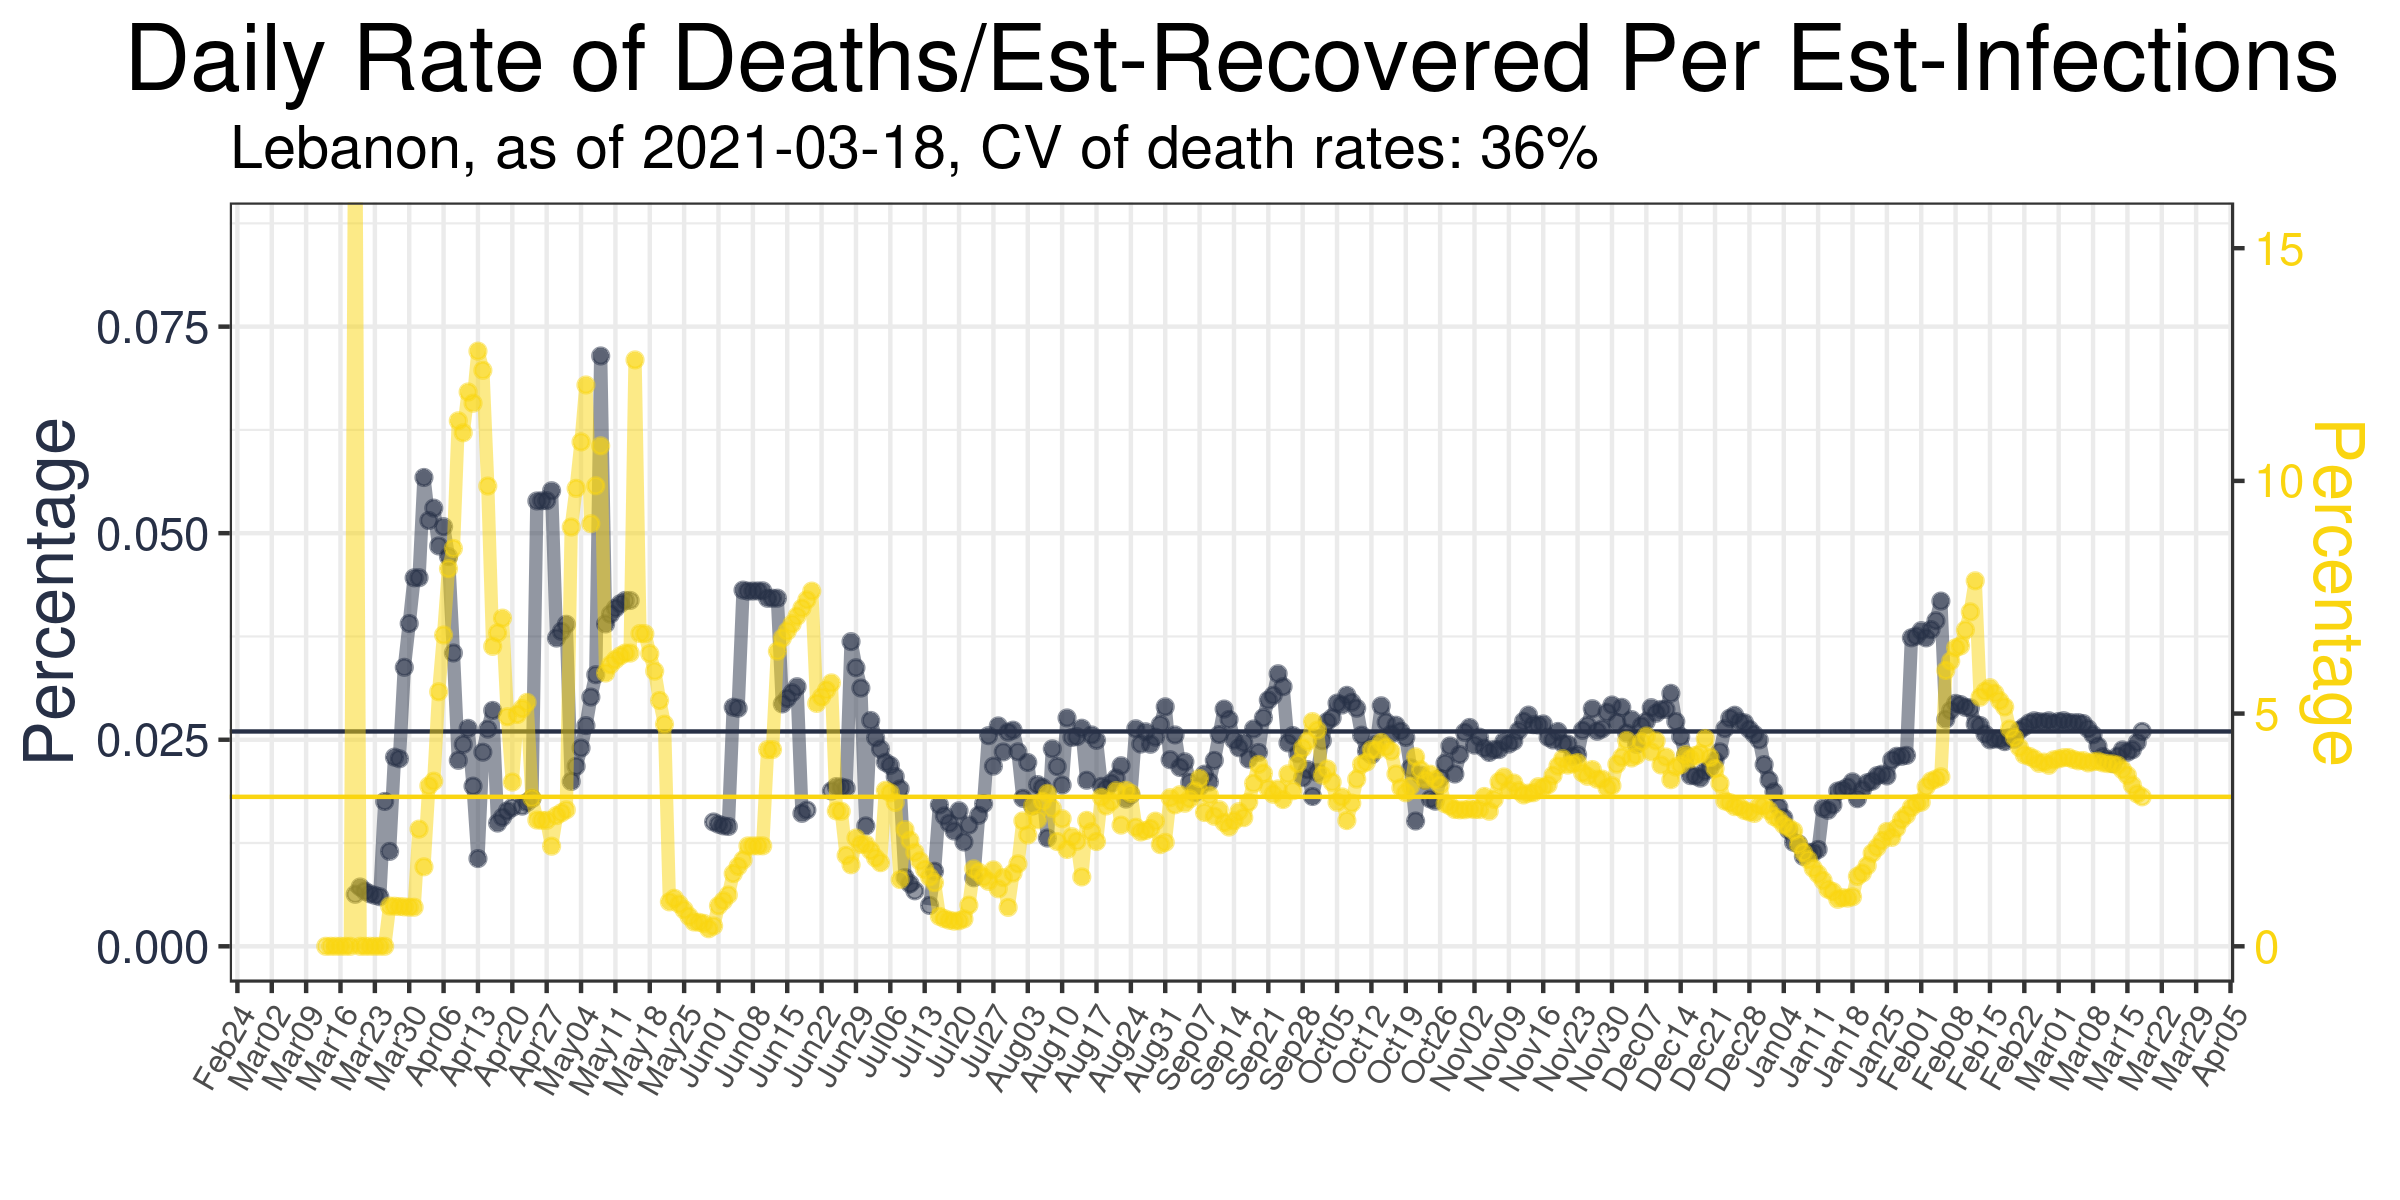 Daily Rate of Deaths/Est-Recovered Per Est-Infections
Lebanon, as of 2021-03-18, CV of death rates: 36%
Percentage
0.075
0.050
0.025
0.000
15
10
5
0
Percentage
Feb24
Mar02
Mar09
Mar16
Mar23
Mar30
Apr06
Apr13
Apr20
Apr27
May04
May11
May18
May25
Jun01
Jun08
Jun15
Jun22
Jun29
Jul06
Jul13
Jul20
Jul27
Aug03
Aug10
Aug17
Aug24
Aug31
Sep07
Sep14
Sep21
Sep28
Oct05
Oct12
Oct19
Oct26
Nov02
Nov09
Nov16
Nov23
Nov30
Dec07
Dec14
Dec21
Dec28
Jan04
Jan11
Jan18
Jan25
Feb01
Feb08
Feb15
Feb22
Mar01
Mar08
Mar15
Mar22
Mar29
Apr05